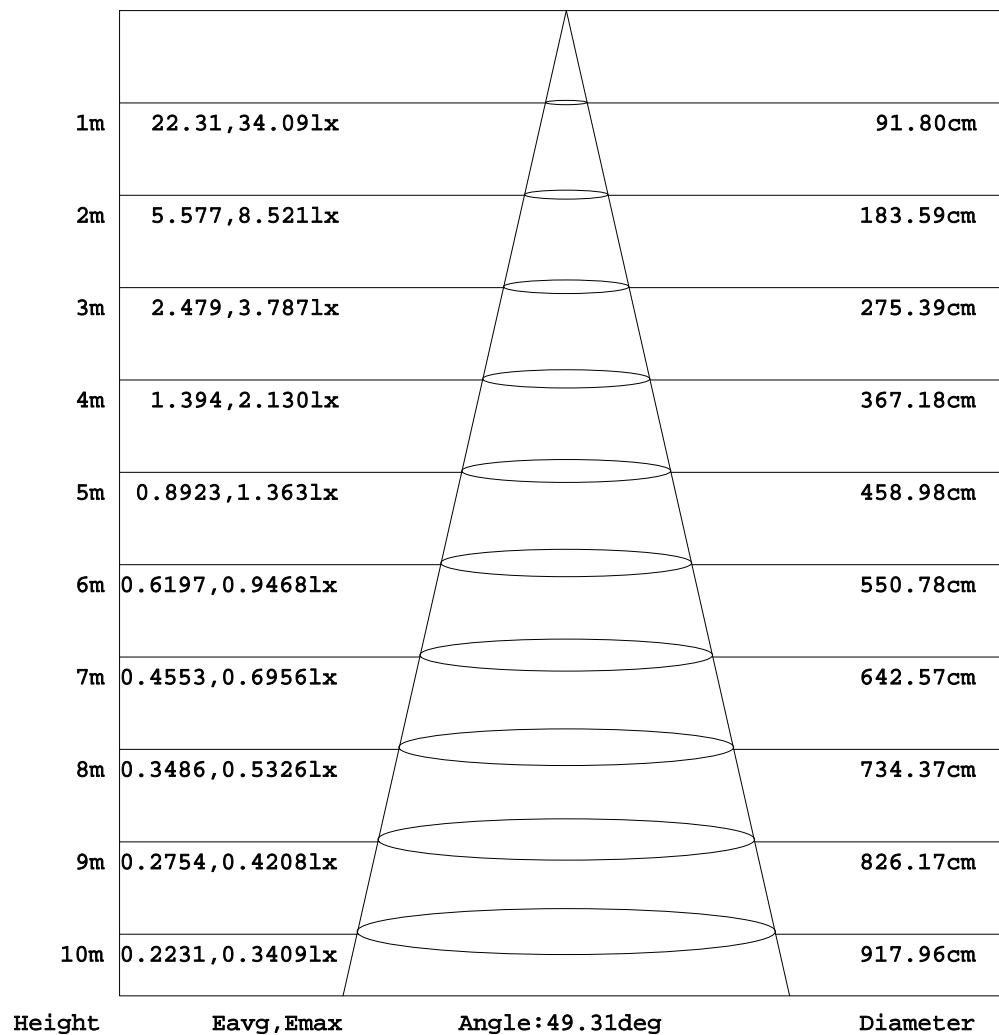 1m 22.31,34.09lx 91.80cm
2m 5.577,8.521lx 183.59cm
3m 2.479,3.787lx 275.39cm
4m 1.394,2.130lx 367.18cm
5m 0.8923,1.363lx 458.98cm
6m 0.6197,0.9468lx 550.78cm
7m 0.4553,0.6956lx 642.57cm
8m 0.3486,0.5326lx 734.37cm
9m 0.2754,0.4208lx 826.17cm
10m 0.2231,0.3409lx 917.96cm
Height Eavg,Emax Angle:49.31deg Diameter